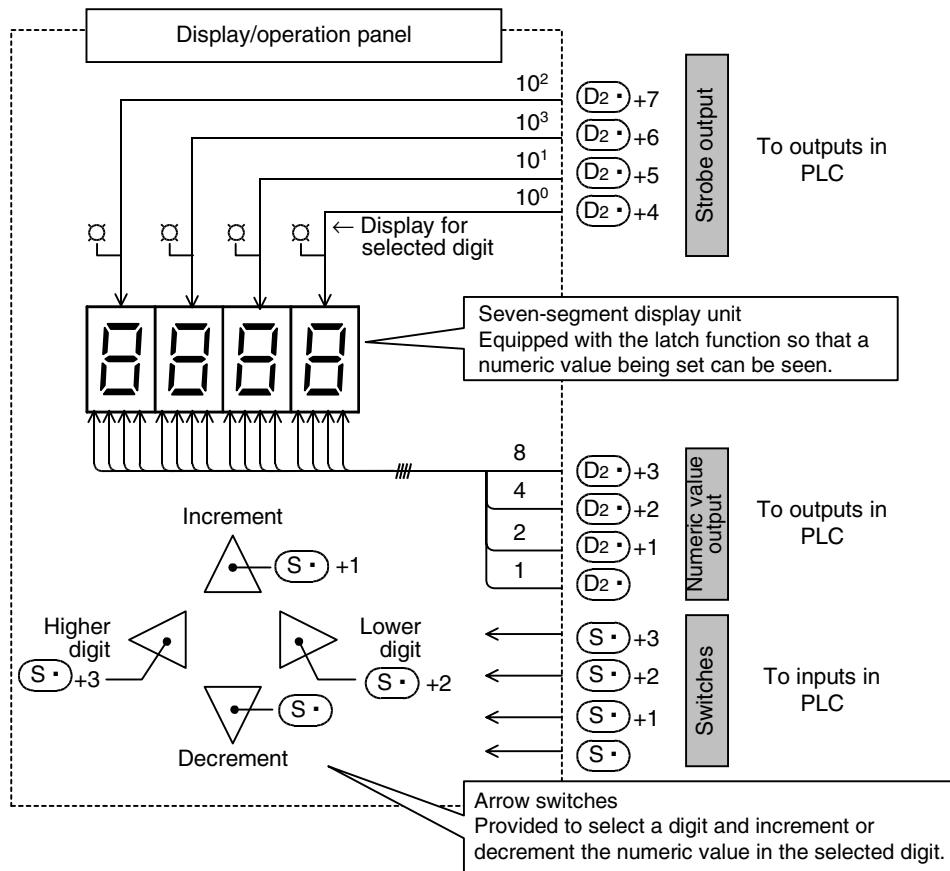 Display/operation panel
10²
D2・ +7
10³
D2・ +6
10¹
D2・ +5
10⁰
D2・ +4
Strobe output
To outputs in
PLC
← Display for
selected digit
Seven-segment display unit
Equipped with the latch function so that a
numeric value being set can be seen.
8
D2・ +3
4
D2・ +2
2
D2・ +1
1
D2・
Numeric value
output
To outputs in
PLC
Increment
S・ +1
Higher
digit
S・ +3
Lower
digit
S・ +2
S・
Decrement
S・ +3
S・ +2
S・ +1
S・
Switches
To inputs in
PLC
Arrow switches
Provided to select a digit and increment or
decrement the numeric value in the selected digit.